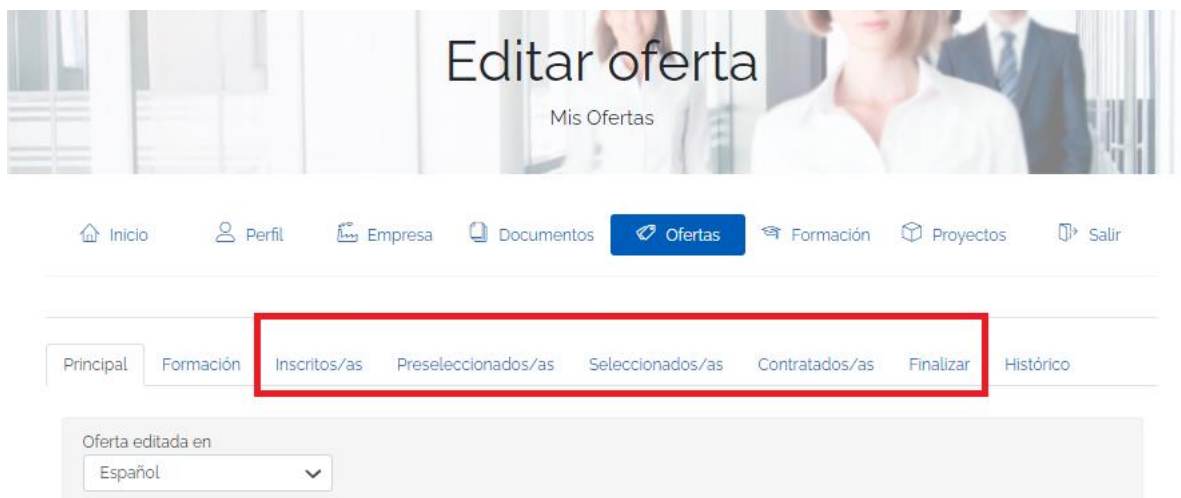 Editar oferta
Mis Ofertas
Inicio Perfil Empresa Documentos Ofertas Formación Proyectos Salir
Principal Formación Inscritos/as Preseleccionados/as Seleccionados/as Contratados/as Finalizar Histórico
Oferta editada en
Español